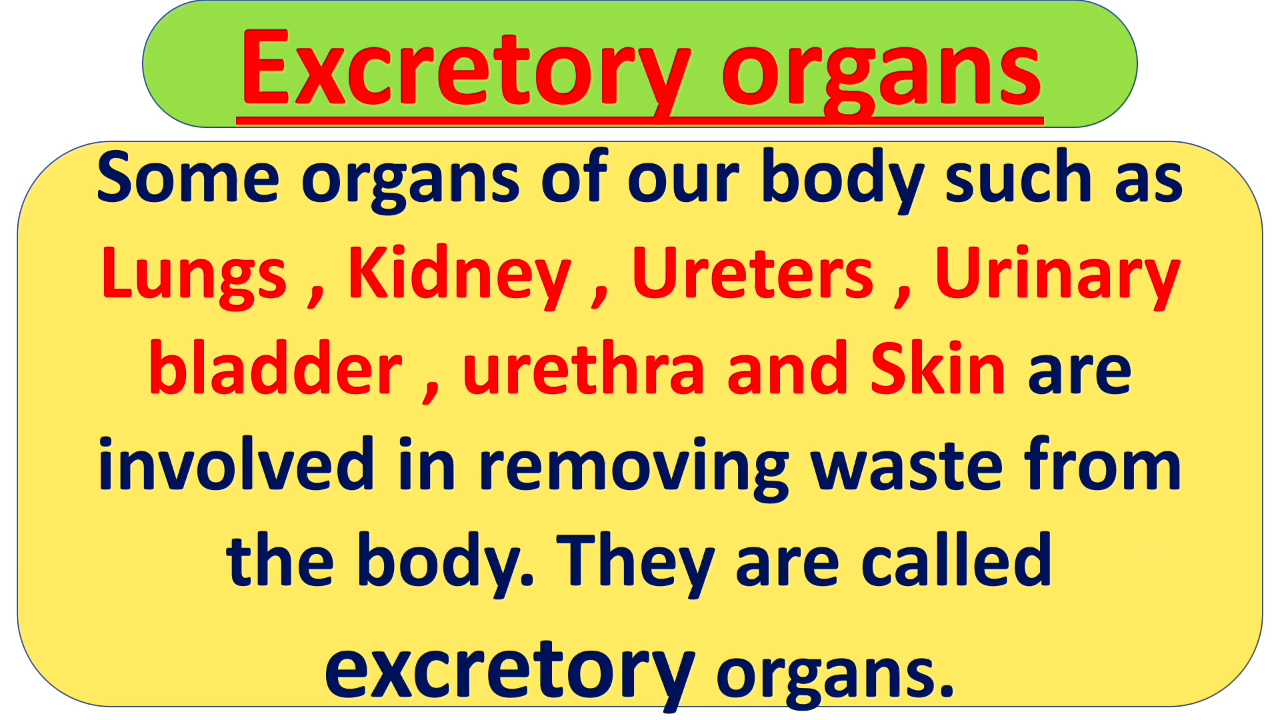 Excretory organs
Some organs of our body such as
Lungs , Kidney , Ureters , Urinary
bladder , urethra and Skin are
involved in removing waste from
the body. They are called
excretory organs.